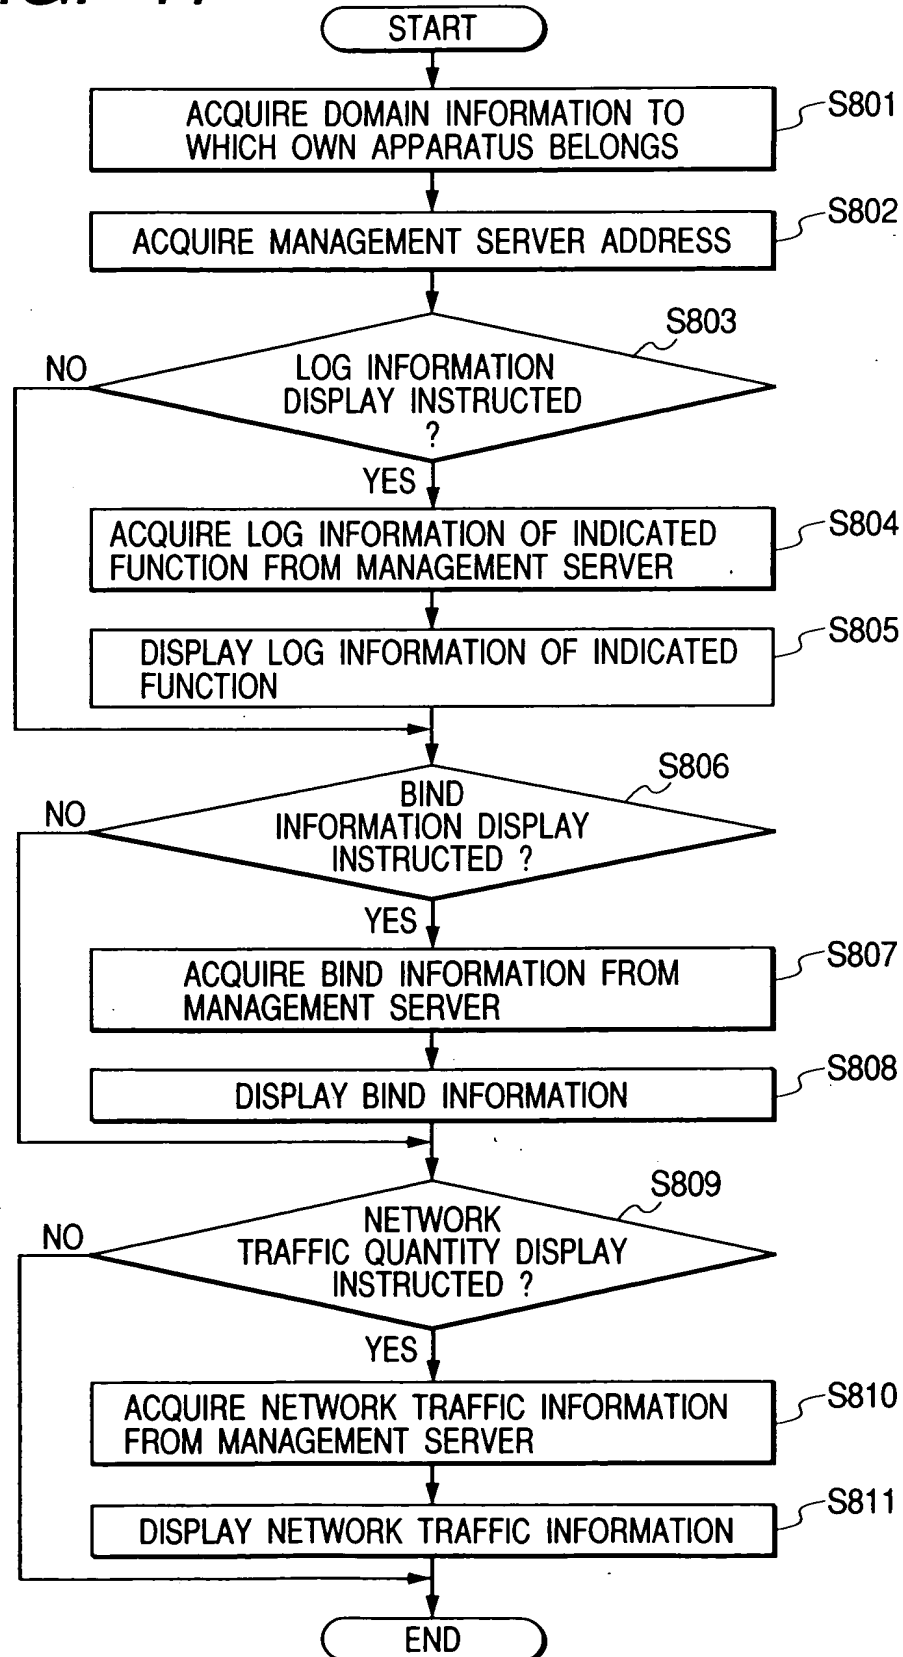 START
ACQUIRE DOMAIN INFORMATION TO
WHICH OWN APPARATUS BELONGS
S801
ACQUIRE MANAGEMENT SERVER ADDRESS
S802
S803
NO
LOG INFORMATION
DISPLAY INSTRUCTED
?
YES
ACQUIRE LOG INFORMATION OF INDICATED
FUNCTION FROM MANAGEMENT SERVER
S804
DISPLAY LOG INFORMATION OF INDICATED
FUNCTION
S805
S806
NO
BIND
INFORMATION DISPLAY
INSTRUCTED ?
YES
ACQUIRE BIND INFORMATION FROM
MANAGEMENT SERVER
S807
DISPLAY BIND INFORMATION
S808
S809
NO
NETWORK
TRAFFIC QUANTITY DISPLAY
INSTRUCTED ?
YES
ACQUIRE NETWORK TRAFFIC INFORMATION
FROM MANAGEMENT SERVER
S810
DISPLAY NETWORK TRAFFIC INFORMATION
S811
END